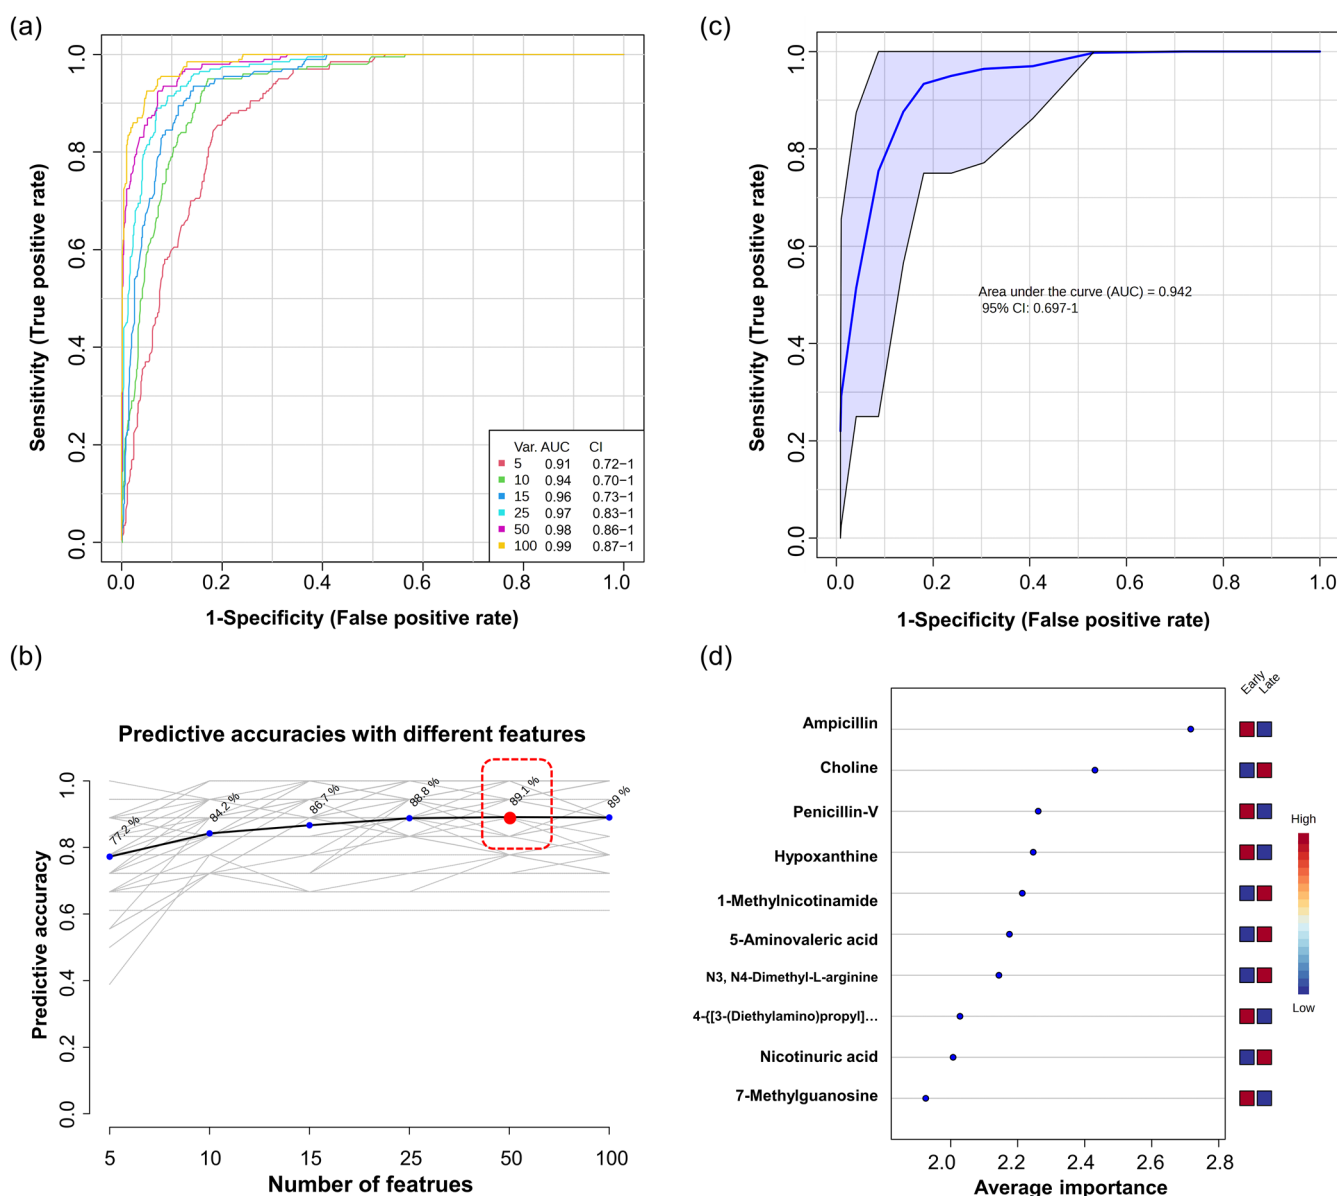 (a)
Sensitivity (True positive rate)
1.0
0.8
0.6
0.4
0.2
0.0
Var. AUC CI
5 0.91 0.72−1
10 0.94 0.70−1
15 0.96 0.73−1
25 0.97 0.83−1
50 0.98 0.86−1
100 0.99 0.87−1
0.0 0.2 0.4 0.6 0.8 1.0
1-Specificity (False positive rate)
(c)
Sensitivity (True positive rate)
1.0
0.8
0.6
0.4
0.2
0.0
Area under the curve (AUC) = 0.942
95% CI: 0.697-1
0.0 0.2 0.4 0.6 0.8 1.0
1-Specificity (False positive rate)
(b)
Predictive accuracies with different features
Predictive accuracy
1.0
0.8
0.6
0.4
0.2
0.0
77.2 %
84.2 %
86.7 %
88.8 %
89.1 %
89 %
5 10 15 25 50 100
Number of featrues
(d)
Early
Late
Ampicillin
Choline
Penicillin-V
Hypoxanthine
1-Methylnicotinamide
5-Aminovaleric acid
N3, N4-Dimethyl-L-arginine
4-{[3-(Diethylamino)propyl]...
Nicotinuric acid
7-Methylguanosine
High
Low
2.0 2.2 2.4 2.6 2.8
Average importance